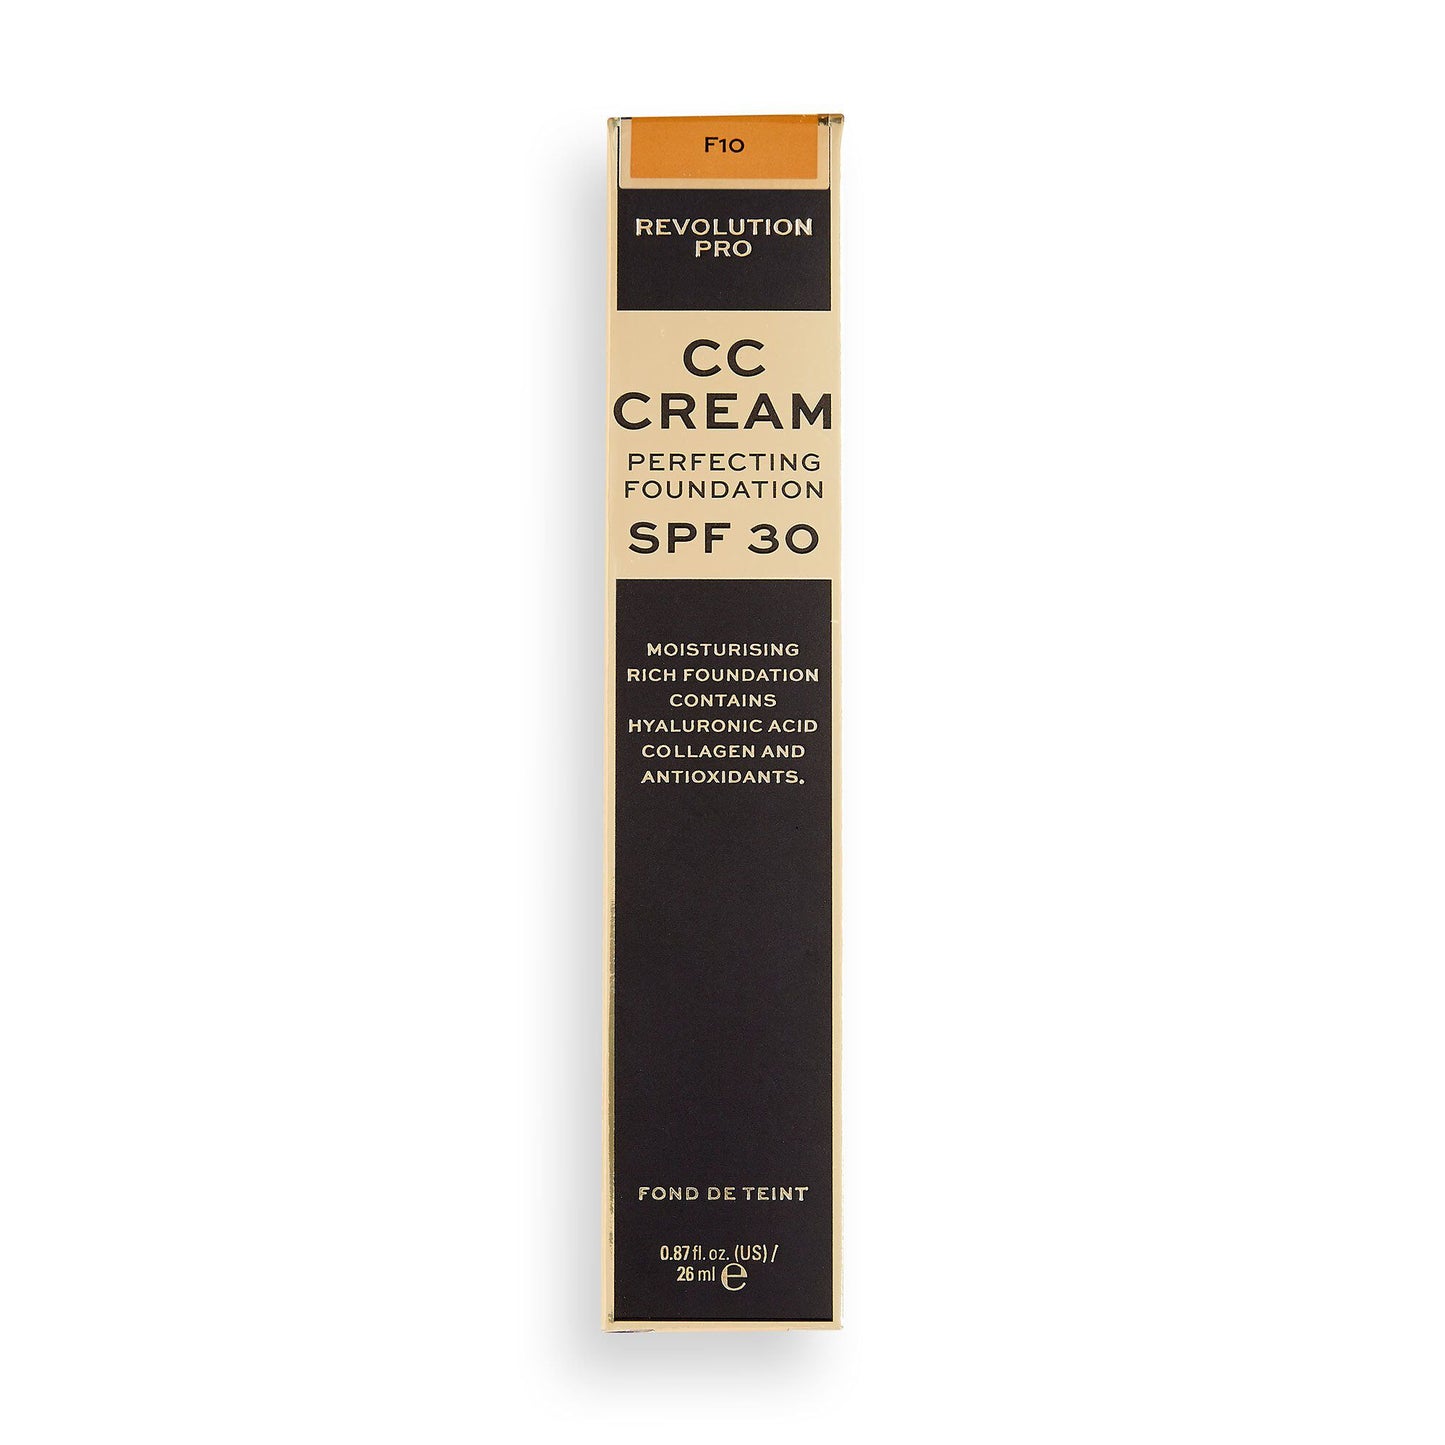 F10
REVOLUTION
PRO
CC
CREAM
PERFECTING
FOUNDATION
SPF 30
MOISTURISING
RICH FOUNDATION
CONTAINS
HYALURONIC ACID
COLLAGEN AND
ANTIOXIDANTS.
FOND DE TEINT
0.87 fl. oz. (US) /
26 ml ℮